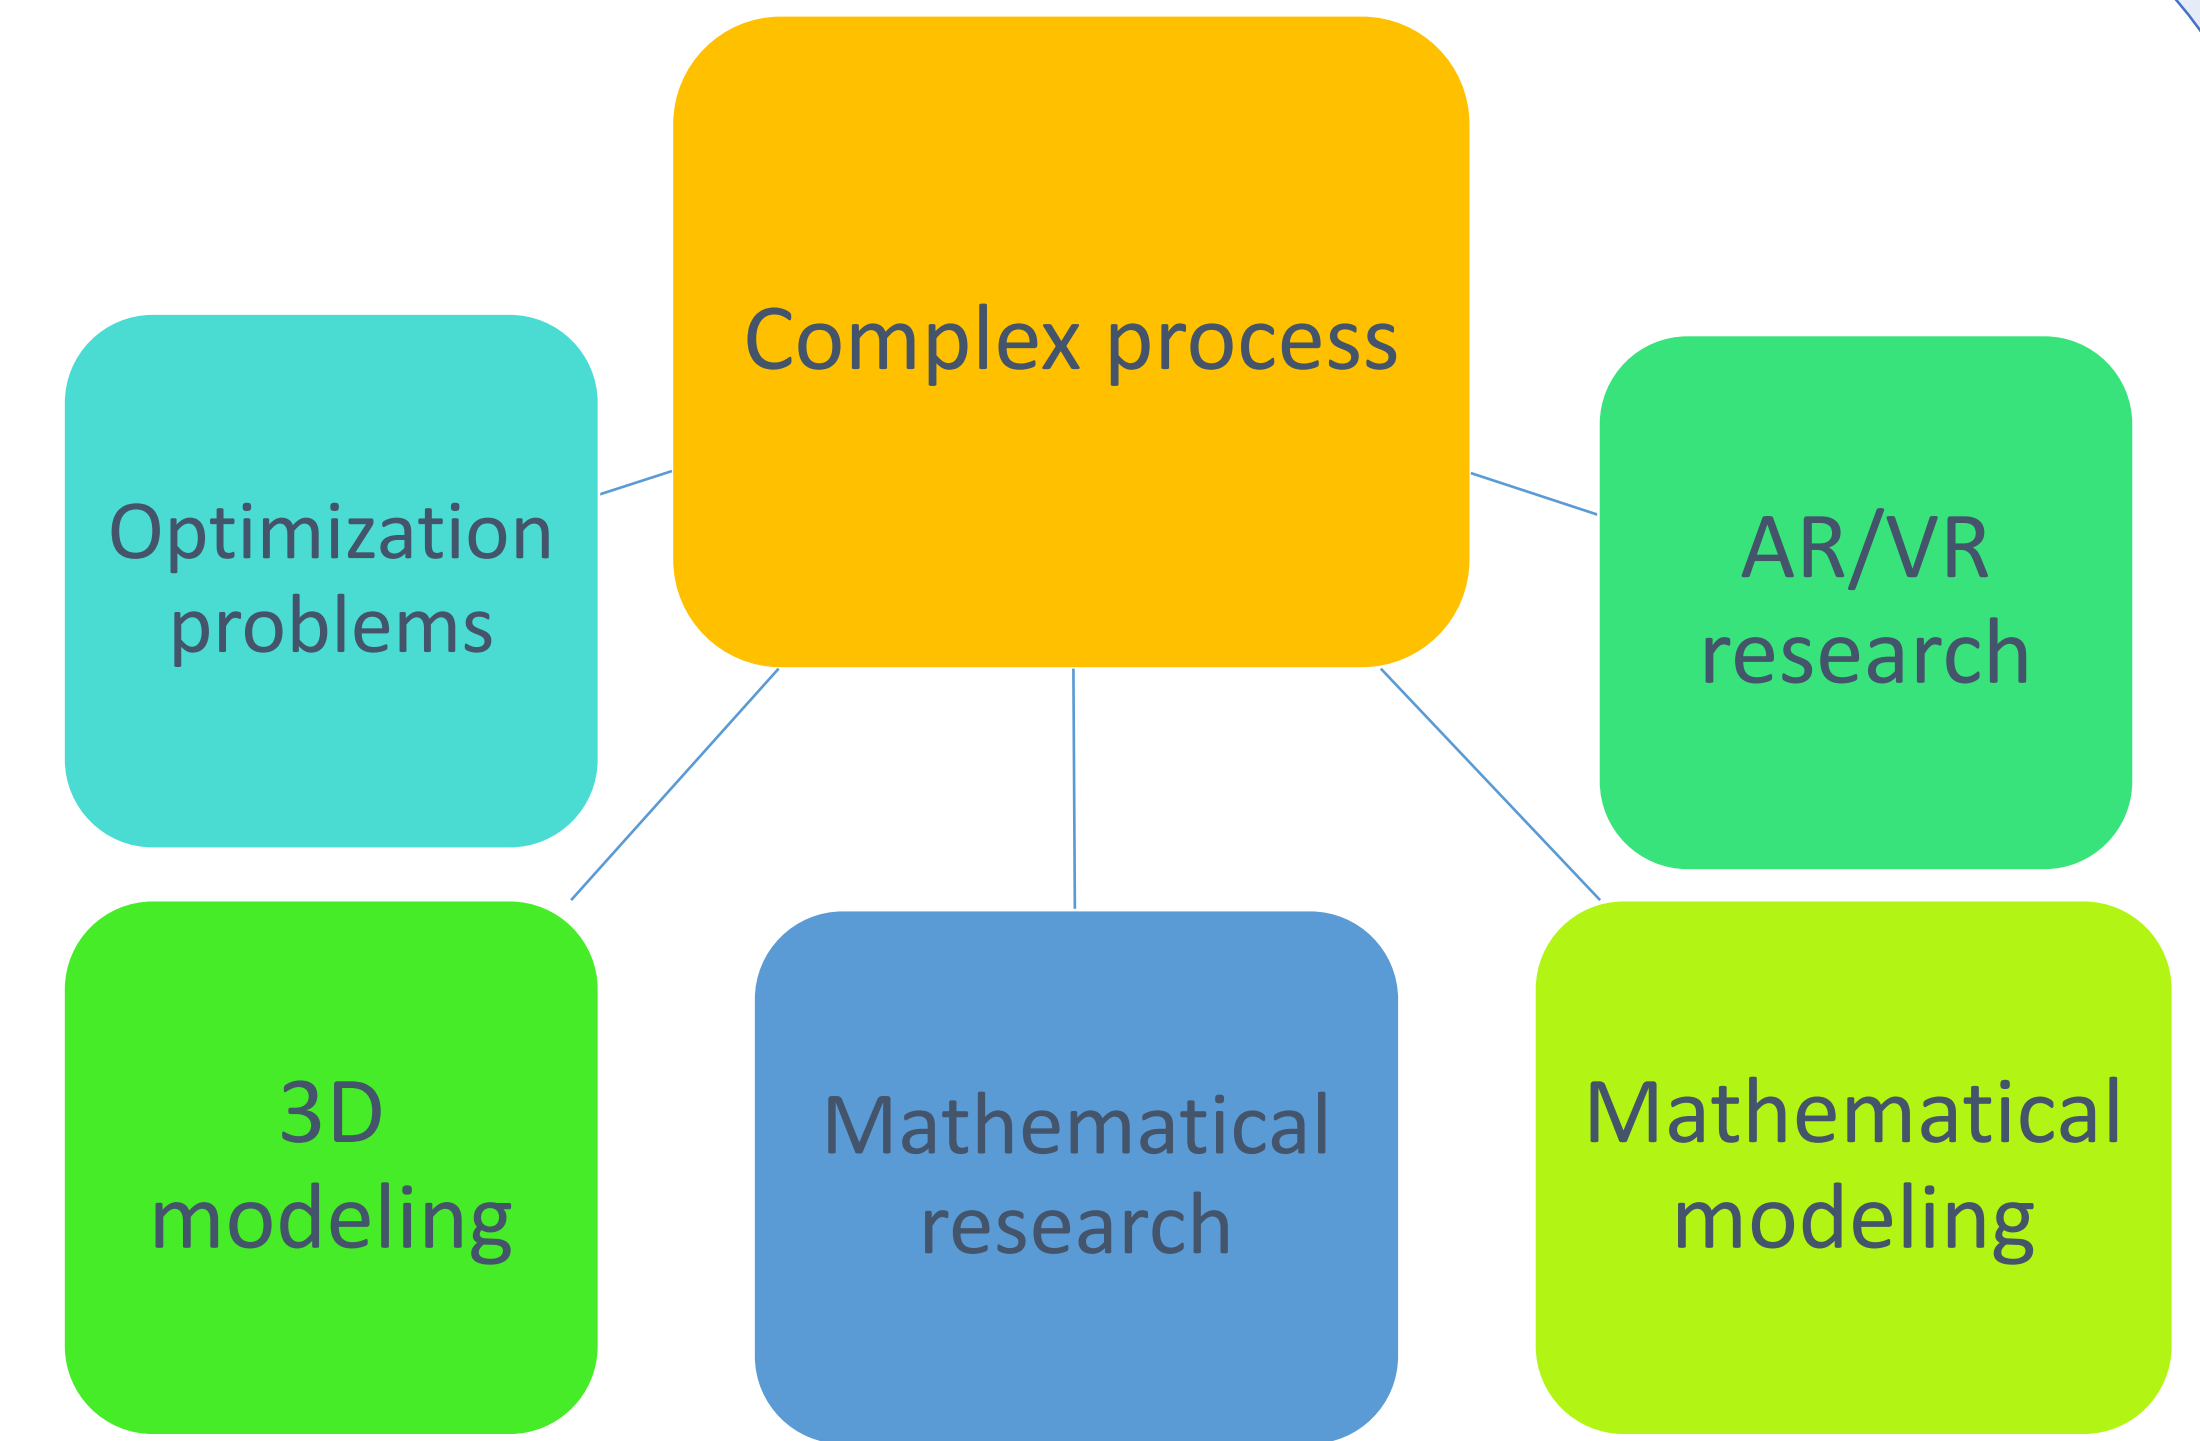 Complex process
Optimization
problems
AR/VR
research
3D
modeling
Mathematical
research
Mathematical
modeling